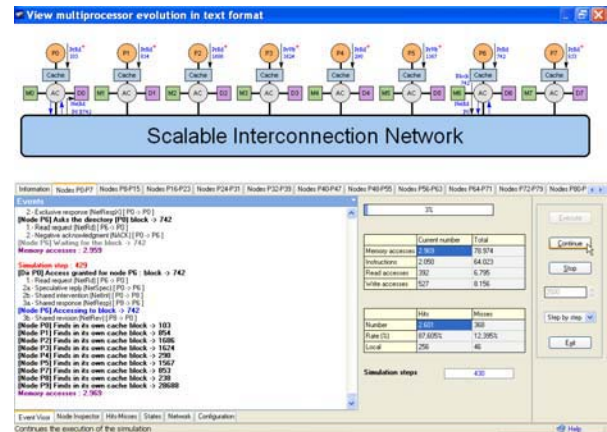 View multiprocessor evolution in text format
P0 P1 P2 P3 P4 P5 P6 P7
Cache Cache Cache Cache Cache Cache Cache Cache
M0 AC D0 M1 AC D1 M2 AC D2 M3 AC D3 M4 AC D4 M5 AC D5 M6 AC D6 M7 AC D7
Scalable Interconnection Network
Information Nodes P0-P7 Nodes P8-P15 Nodes P16-P23 Nodes P24-P31 Nodes P32-P39 Nodes P40-P47 Nodes P48-P55 Nodes P56-P63 Nodes P64-P71 Nodes P72-P79 Nodes P80-P
Events
2.- Exclusive response (NetResp) [ P0 -> P0 ]
[Node P6] Asks the directory [P0] block -> 742
1.- Read request (NetRd) [ P6 -> P0 ]
2.- Negative acknowledgment (NACK) [ P0 -> P6 ]
[Node P6] Waiting for the block -> 742
Memory accesses : 2.959
Simulation step : 429
[Da P0] Access granted for node P6 : block -> 742
1.- Read request (NetRd) [ P6 -> P0 ]
2a.- Speculative reply (NetSpec) [ P0 -> P6 ]
2b.- Shared intervention (NetInt) [ P0 -> P8 ]
3a.- Shared response (NetResp) [ P8 -> P6 ]
[Node P6] Accessing to block -> 742
3b.- Shared revision (NetRev) [ P8 -> P0 ]
[Node P0] Finds in its own cache block -> 103
[Node P1] Finds in its own cache block -> 854
[Node P2] Finds in its own cache block -> 1606
[Node P3] Finds in its own cache block -> 1624
[Node P4] Finds in its own cache block -> 290
[Node P5] Finds in its own cache block -> 1567
[Node P7] Finds in its own cache block -> 853
[Node P8] Finds in its own cache block -> 238
[Node P9] Finds in its own cache block -> 28688
Memory accesses : 2.969
Event Visor Node Inspector Hits-Misses States Network Configuration
Continues the execution of the simulation
3%
Current number Total
Memory accesses 2.969 78.974
Instructions 2.050 64.023
Read accesses 392 6.795
Write accesses 527 8.156
Hits Misses
Number 2.601 368
Rate (%) 87,605% 12,395%
Local 256 46
Simulation steps 430
Execute
Continue
Stop
Step by step
Exit
Help